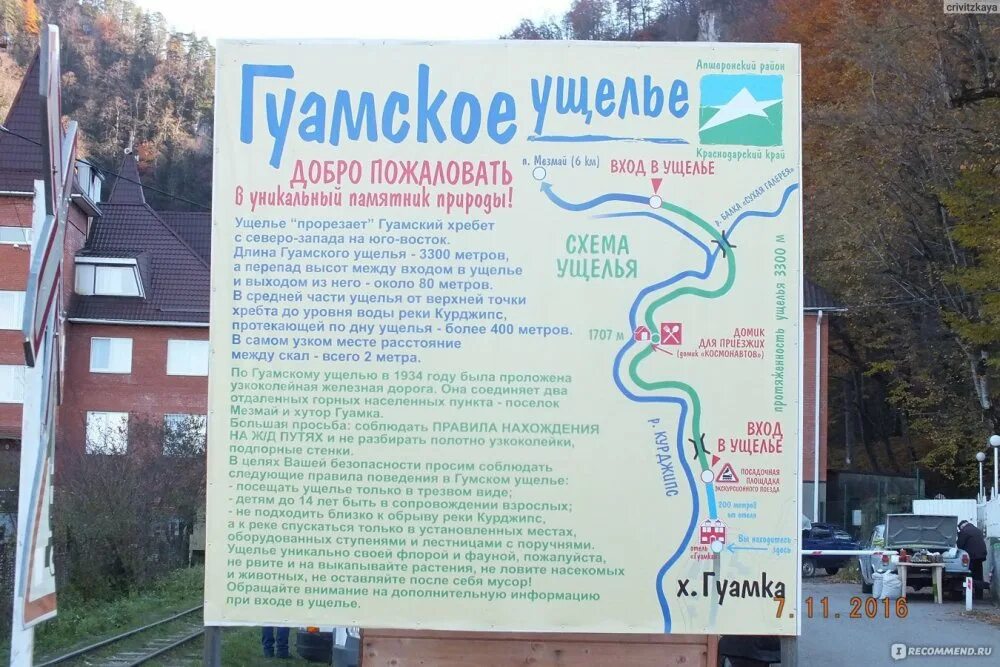 crivitzkaya
Гуамское ущелье
Апшеронский район
Краснодарский край
ДОБРО ПОЖАЛОВАТЬ
в уникальный памятник природы!
Ущелье "прорезает" Гуамский хребет
с северо-запада на юго-восток.
Длина Гуамского ущелья - 3300 метров,
а перепад высот между входом в ущелье
и выходом из него - около 80 метров.
В средней части ущелья от верхней точки
хребта до уровня воды реки Курджипс,
протекающей по дну ущелья - более 400 метров.
В самом узком месте расстояние
между скал - всего 2 метра.
По Гуамскому ущелью в 1934 году была проложена
узкоколейная железная дорога. Она соединяет два
отдаленных горных населенных пункта - поселок
Мезмай и хутор Гуамка.
Большая просьба: соблюдать ПРАВИЛА НАХОЖДЕНИЯ
НА Ж/Д ПУТЯХ и не разбирать полотно узкоколейки,
подпорные стенки.
В целях Вашей безопасности просим соблюдать
следующие правила поведения в Гумском ущелье:
- посещать ущелье только в трезвом виде;
- детям до 14 лет быть в сопровождении взрослых;
- не подходить близко к обрыву реки Курджипс,
а к реке спускаться только в установленных местах,
оборудованных ступенями и лестницами с поручнями.
Ущелье уникально своей флорой и фауной, пожалуйста,
не рвите и на выкапывайте растения, не ловите насекомых
и животных, не оставляйте после себя мусор!
Обращайте внимание на дополнительную информацию
при входе в ущелье.
п. Мезмай (6 км)
ВХОД В УЩЕЛЬЕ
р. БАЛКА «СУХАЯ ГАЛЕРЕЯ»
СХЕМА
УЩЕЛЬЯ
протяженность ущелья 3300 м
1707 м
ДОМИК
ДЛЯ ПРИЕЗЖИХ
(домик «КОСМОНАВТОВ»)
р. КУРДЖИПС
ВХОД
В УЩЕЛЬЕ
ПОСАДОЧНАЯ
ПЛОЩАДКА
ЭКСКУРСИОННОГО ПОЕЗДА
200 метров
от отеля
Вы находитесь
здесь
отель
«Гуамка»
х. Гуамка
7.11.2016
RECOMMEND.RU